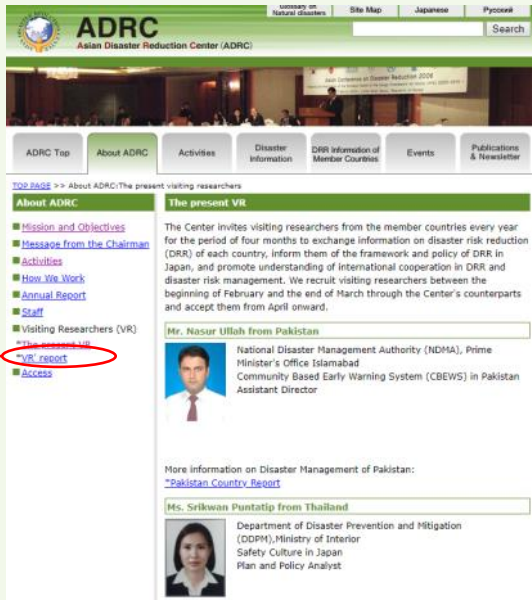 Glossary on
Natural disasters
Site Map
Japanese
Русский
ADRC
Asian Disaster Reduction Center (ADRC)
Search
Asian Conference on Disaster Reduction 2006
ADRC Top
About ADRC
Activities
Disaster
Information
DRR Information of
Member Countries
Events
Publications
& Newsletter
TOP PAGE >> About ADRC:The present visiting researchers
About ADRC
Mission and Objectives
Message from the Chairman
Activities
How We Work
Annual Report
Staff
Visiting Researchers (VR)
*The present VR
*VR' report
Access
The present VR
The Center invites visiting researchers from the member countries every year
for the period of four months to exchange information on disaster risk reduction
(DRR) of each country, inform them of the framework and policy of DRR in
Japan, and promote understanding of international cooperation in DRR and
disaster risk management. We recruit visiting researchers between the
beginning of February and the end of March through the Center's counterparts
and accept them from April onward.
Mr. Nasur Ullah from Pakistan
National Disaster Management Authority (NDMA), Prime
Minister's Office Islamabad
Community Based Early Warning System (CBEWS) in Pakistan
Assistant Director
More information on Disaster Management of Pakistan:
*Pakistan Country Report
Ms. Srikwan Puntatip from Thailand
Department of Disaster Prevention and Mitigation
(DDPM),Ministry of Interior
Safety Culture in Japan
Plan and Policy Analyst